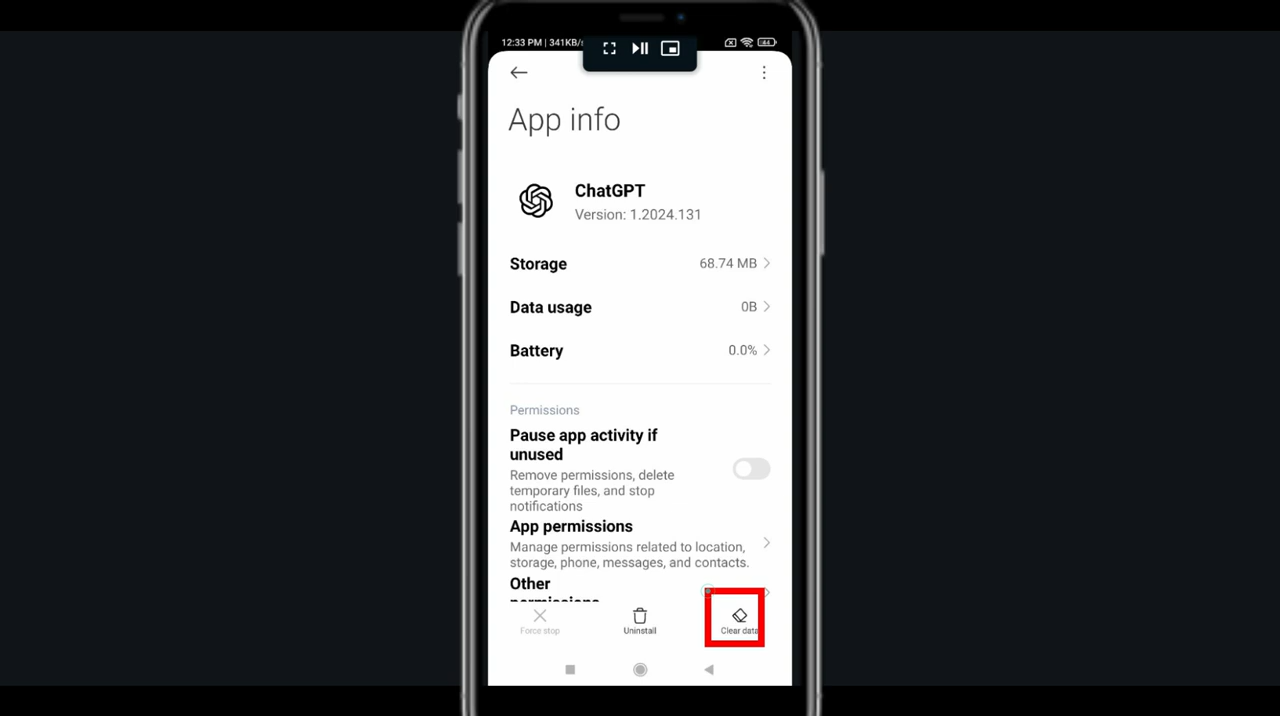 12:33 PM | 341KB/s
App info
ChatGPT
Version: 1.2024.131
Storage 68.74 MB
Data usage 0B
Battery 0.0%
Permissions
Pause app activity if
unused
Remove permissions, delete
temporary files, and stop
notifications
App permissions
Manage permissions related to location,
storage, phone, messages, and contacts.
Other
permissions
Force stop Uninstall Clear data